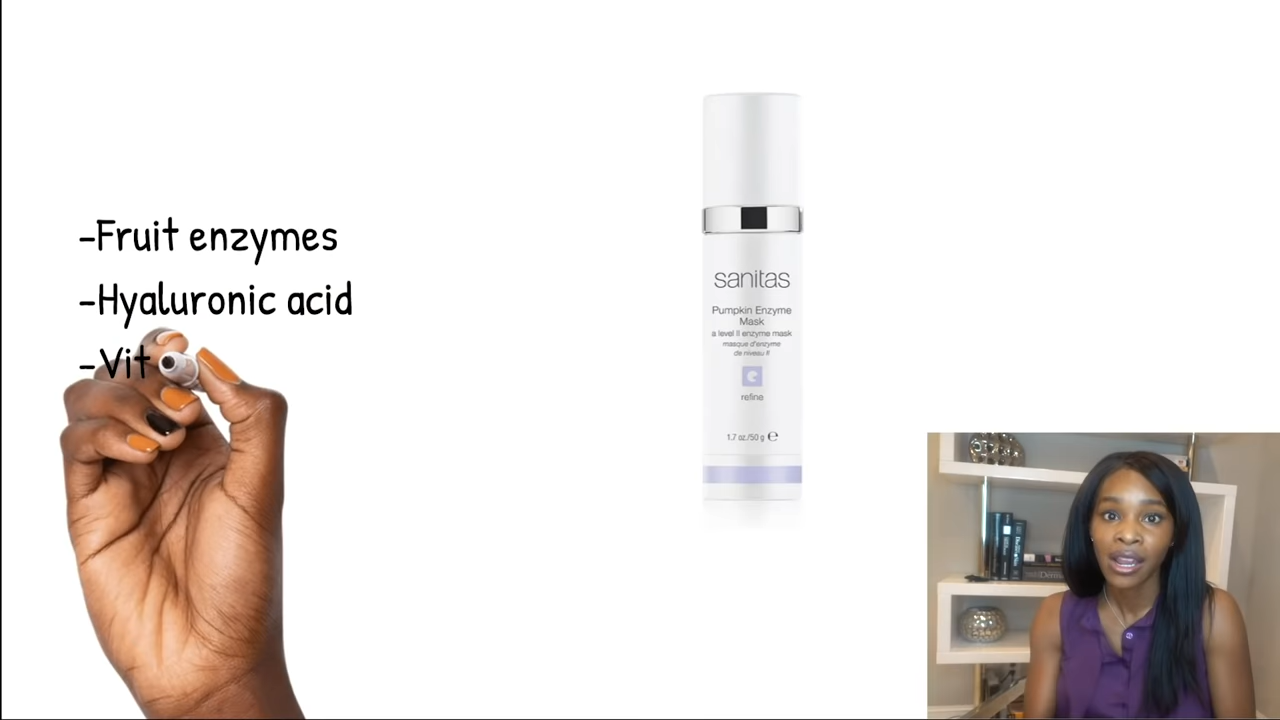 -Fruit enzymes
-Hyaluronic acid
-Vit
sanitas
Pumpkin Enzyme
Mask
a level II enzyme mask
masque d'enzyme
de niveau II
refine
1.7 oz./50 g e